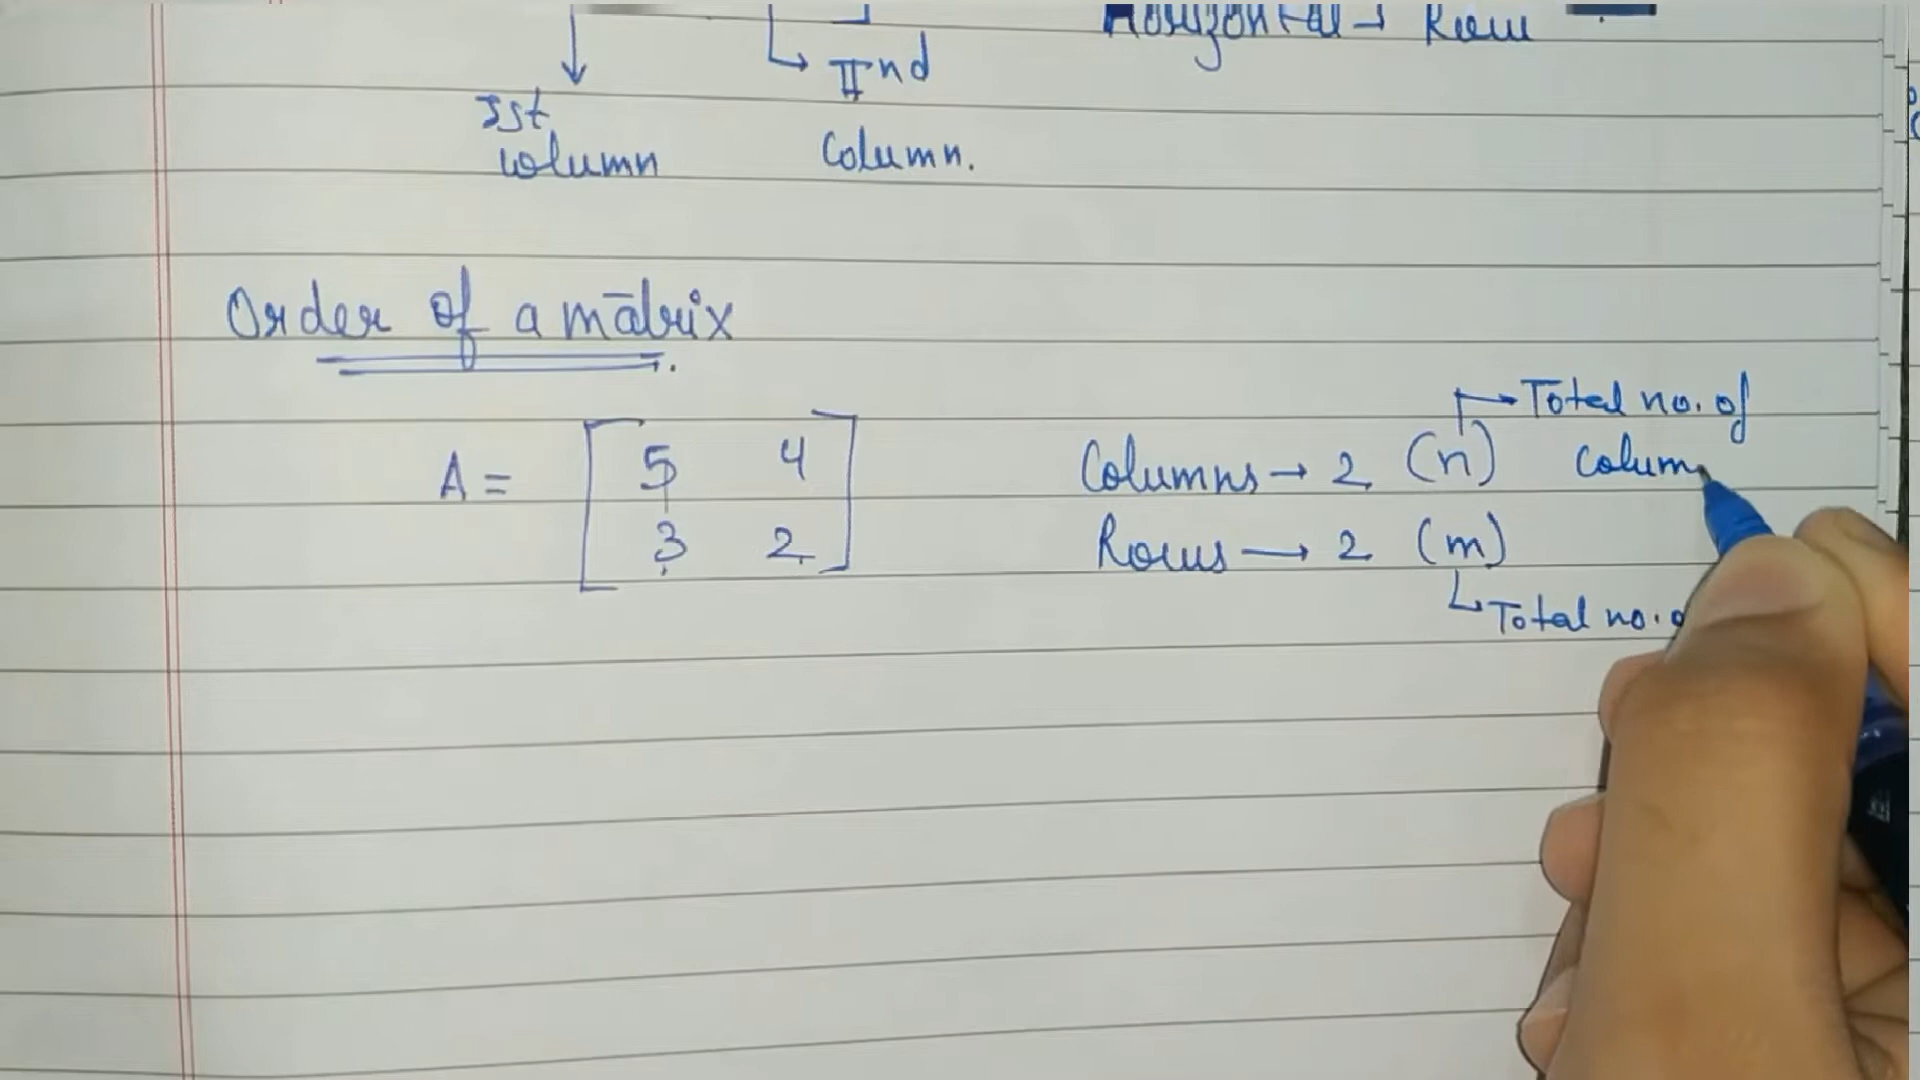 Horizontal → Row
IInd
Ist
column
Column.
Order of a matrix
A = [ 5 4
3 2 ]
Total no. of
Columns → 2 (n) Colum
Rows → 2 (m)
Total no. o